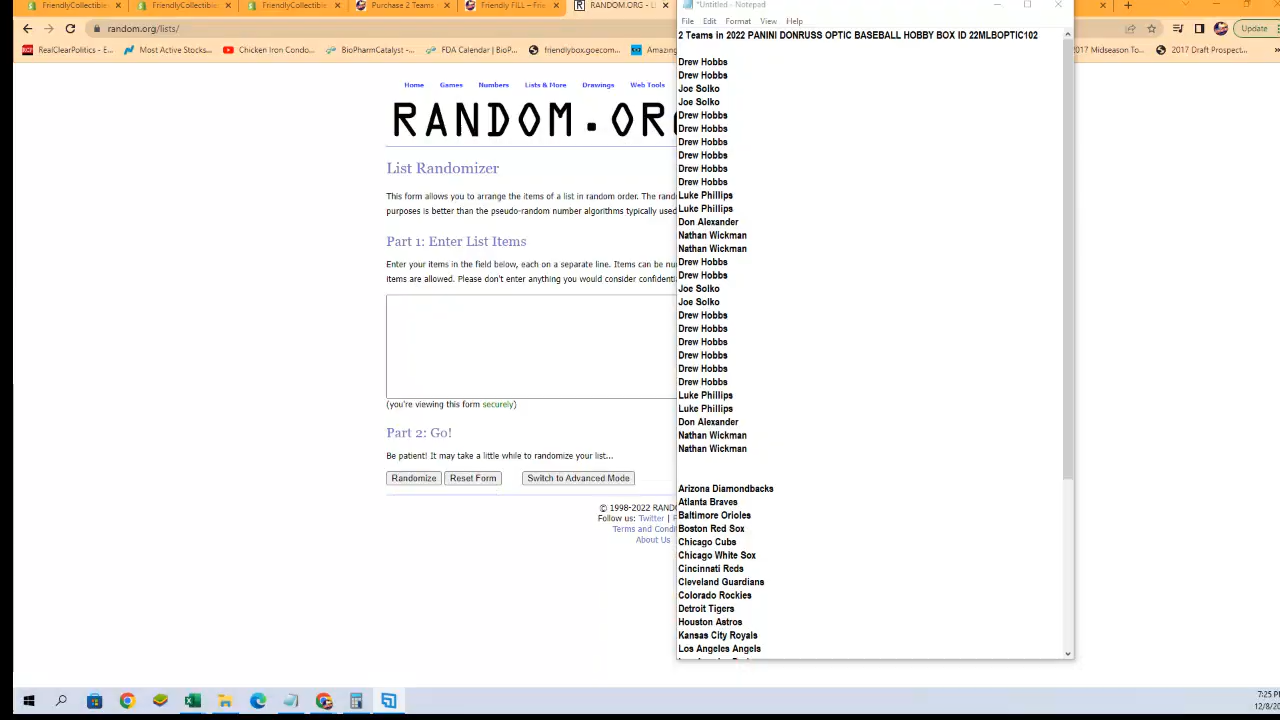 FriendlyCollectible
FriendlyCollectible
FriendlyCollectible
Purchase 2 Teams
Friendly FILL – Frie
RANDOM.ORG - Lis
*Untitled - Notepad
random.org/lists/
Update
RealClearPolitics - E...
Most Active Stocks...
Chicken Iron Condo...
BioPharmCatalyst -...
FDA Calendar | BioP...
friendlybox.goecom...
Amazing
2017 Midseason To...
2017 Draft Prospect...
File Edit Format View Help
2 Teams in 2022 PANINI DONRUSS OPTIC BASEBALL HOBBY BOX ID 22MLBOPTIC102
Drew Hobbs
Drew Hobbs
Joe Solko
Joe Solko
Drew Hobbs
Drew Hobbs
Drew Hobbs
Drew Hobbs
Drew Hobbs
Drew Hobbs
Luke Phillips
Luke Phillips
Don Alexander
Nathan Wickman
Nathan Wickman
Drew Hobbs
Drew Hobbs
Joe Solko
Joe Solko
Drew Hobbs
Drew Hobbs
Drew Hobbs
Drew Hobbs
Drew Hobbs
Drew Hobbs
Luke Phillips
Luke Phillips
Don Alexander
Nathan Wickman
Nathan Wickman
Arizona Diamondbacks
Atlanta Braves
Baltimore Orioles
Boston Red Sox
Chicago Cubs
Chicago White Sox
Cincinnati Reds
Cleveland Guardians
Colorado Rockies
Detroit Tigers
Houston Astros
Kansas City Royals
Los Angeles Angels
Home Games Numbers Lists & More Drawings Web Tools
RANDOM.OR
List Randomizer
This form allows you to arrange the items of a list in random order. The rand
purposes is better than the pseudo-random number algorithms typically used
Part 1: Enter List Items
Enter your items in the field below, each on a separate line. Items can be nu
items are allowed. Please don't enter anything you would consider confidenti
(you're viewing this form securely)
Part 2: Go!
Be patient! It may take a little while to randomize your list...
Randomize Reset Form Switch to Advanced Mode
© 1998-2022 RAND
Follow us: Twitter |
Terms and Condi
About Us
7:25 P
12/8/20